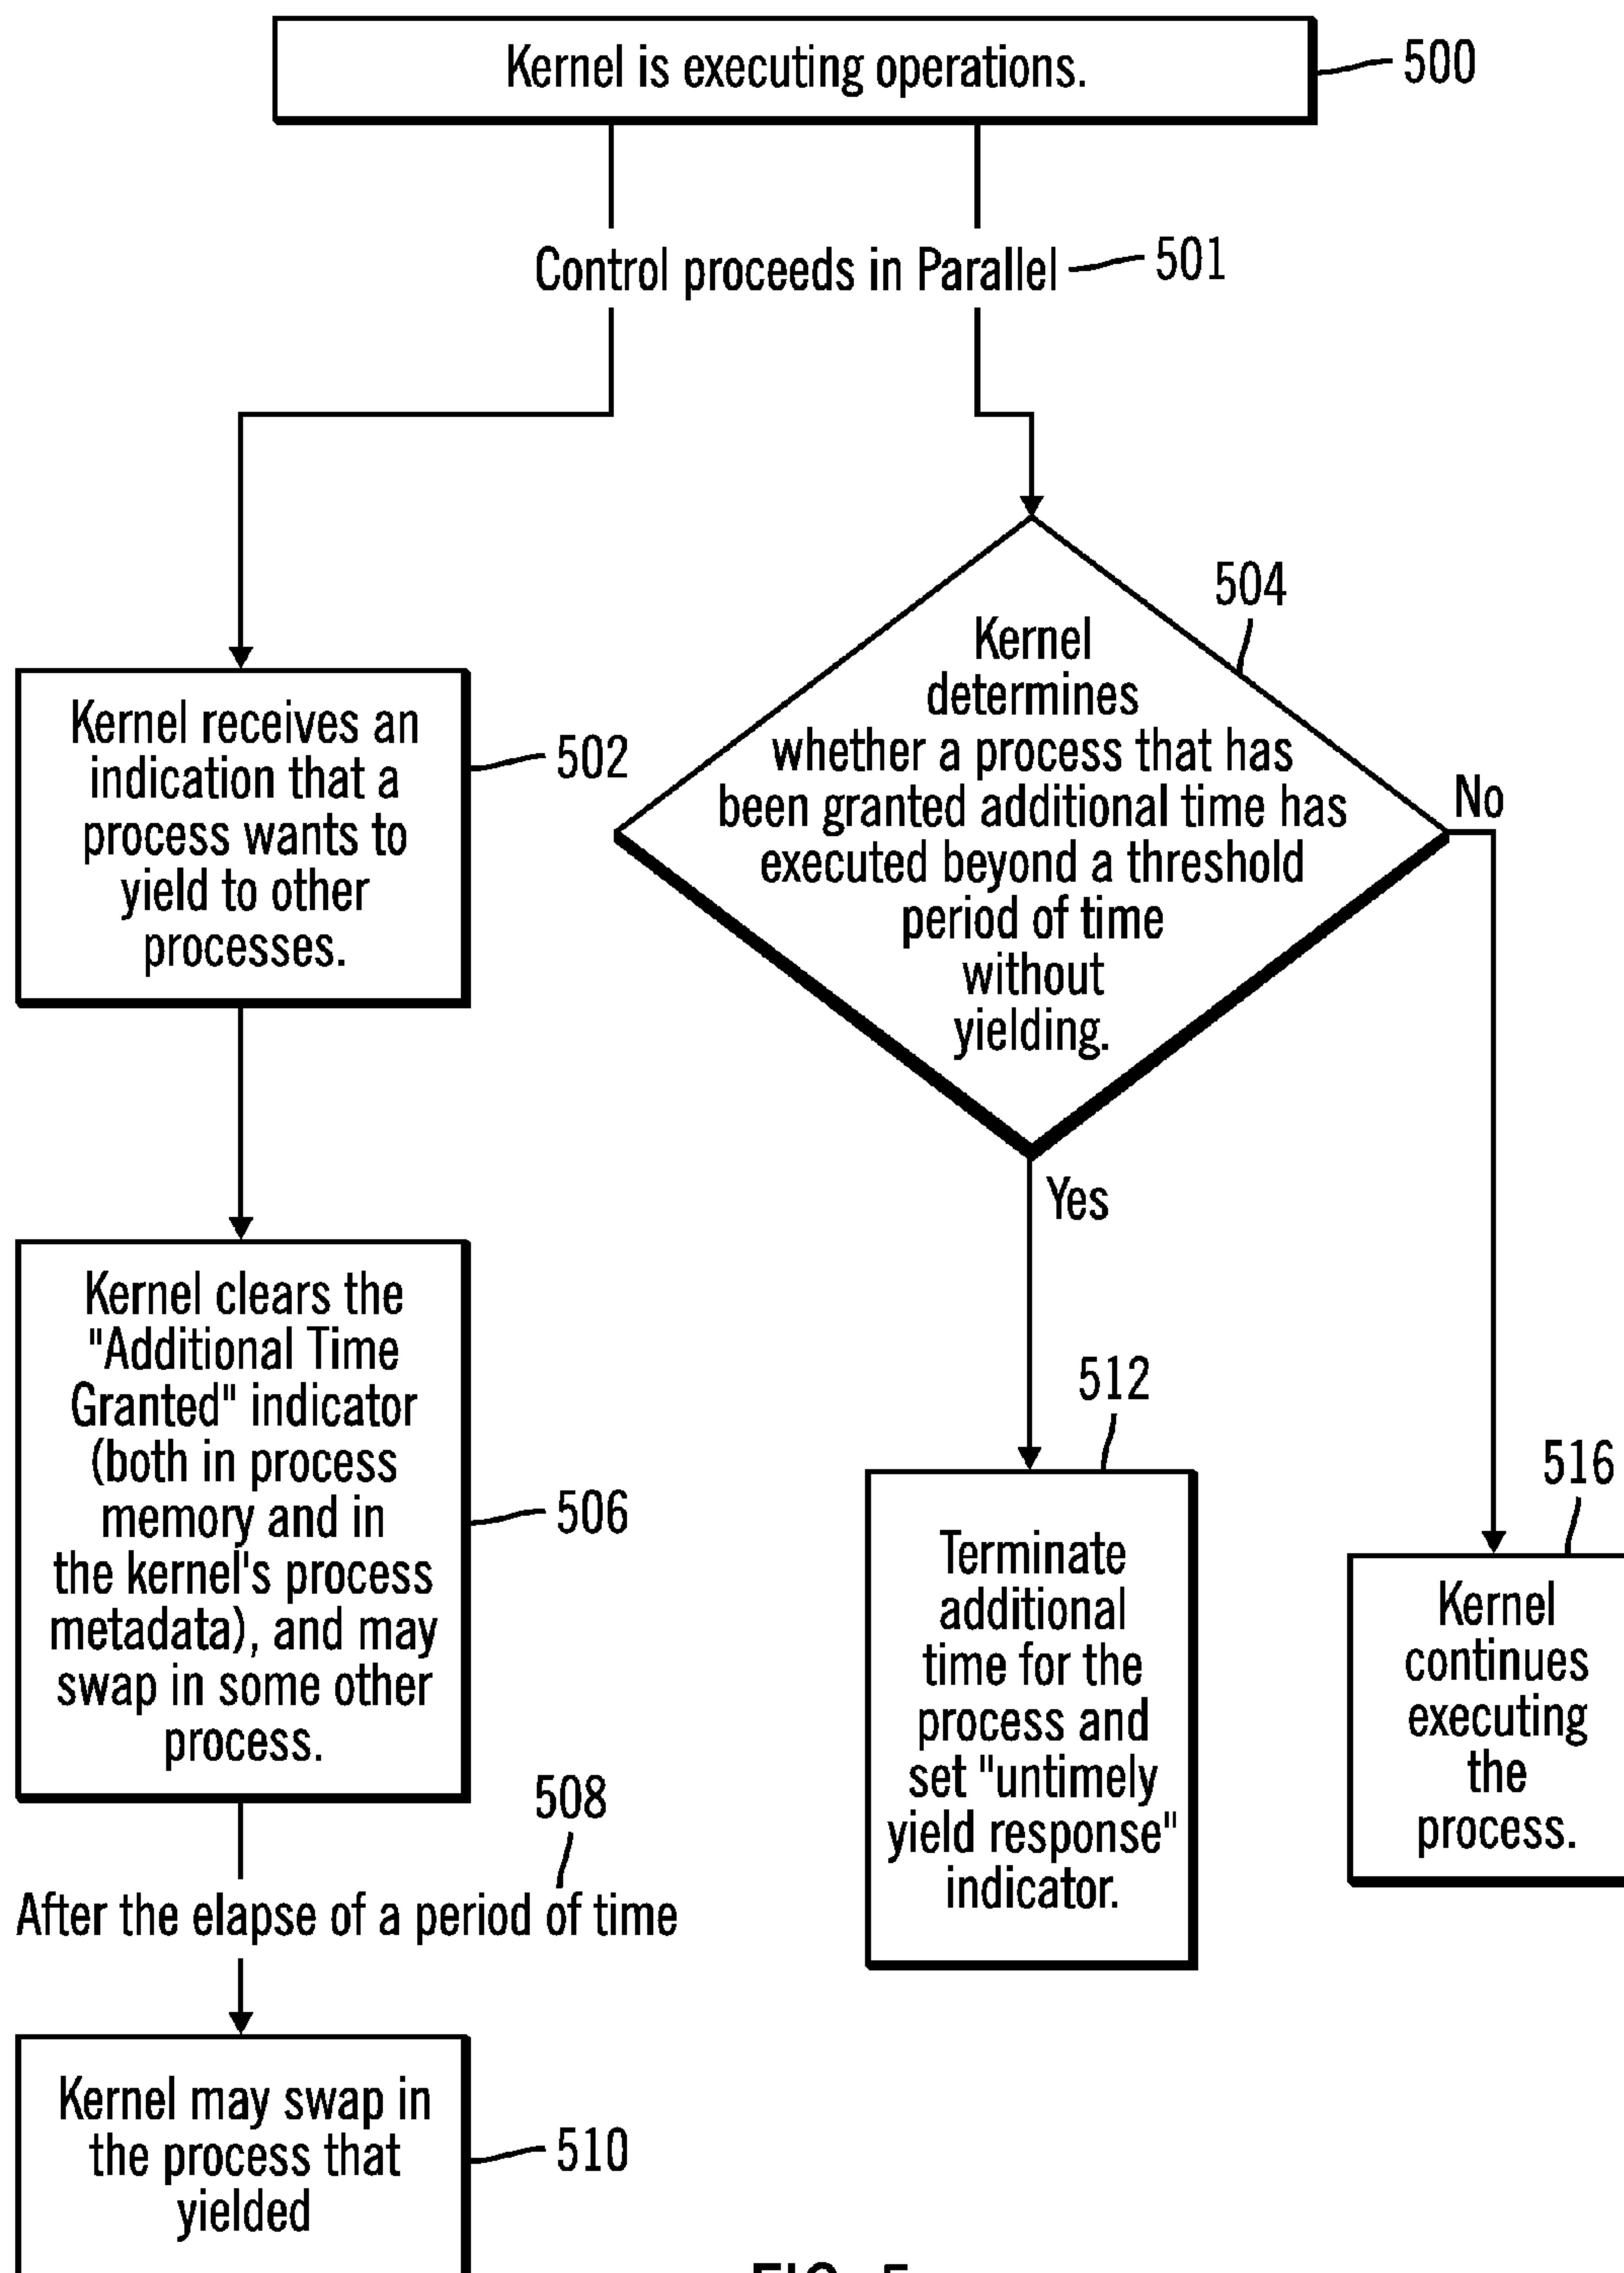 Kernel is executing operations.
500
Control proceeds in Parallel
501
Kernel receives an
indication that a
process wants to
yield to other
processes.
502
504
Kernel
determines
whether a process that has
been granted additional time has
executed beyond a threshold
period of time
without
yielding.
No
Yes
Kernel clears the
"Additional Time
Granted" indicator
(both in process
memory and in
the kernel's process
metadata), and may
swap in some other
process.
506
512
Terminate
additional
time for the
process and
set "untimely
yield response"
indicator.
516
Kernel
continues
executing
the
process.
508
After the elapse of a period of time
Kernel may swap in
the process that
yielded
510